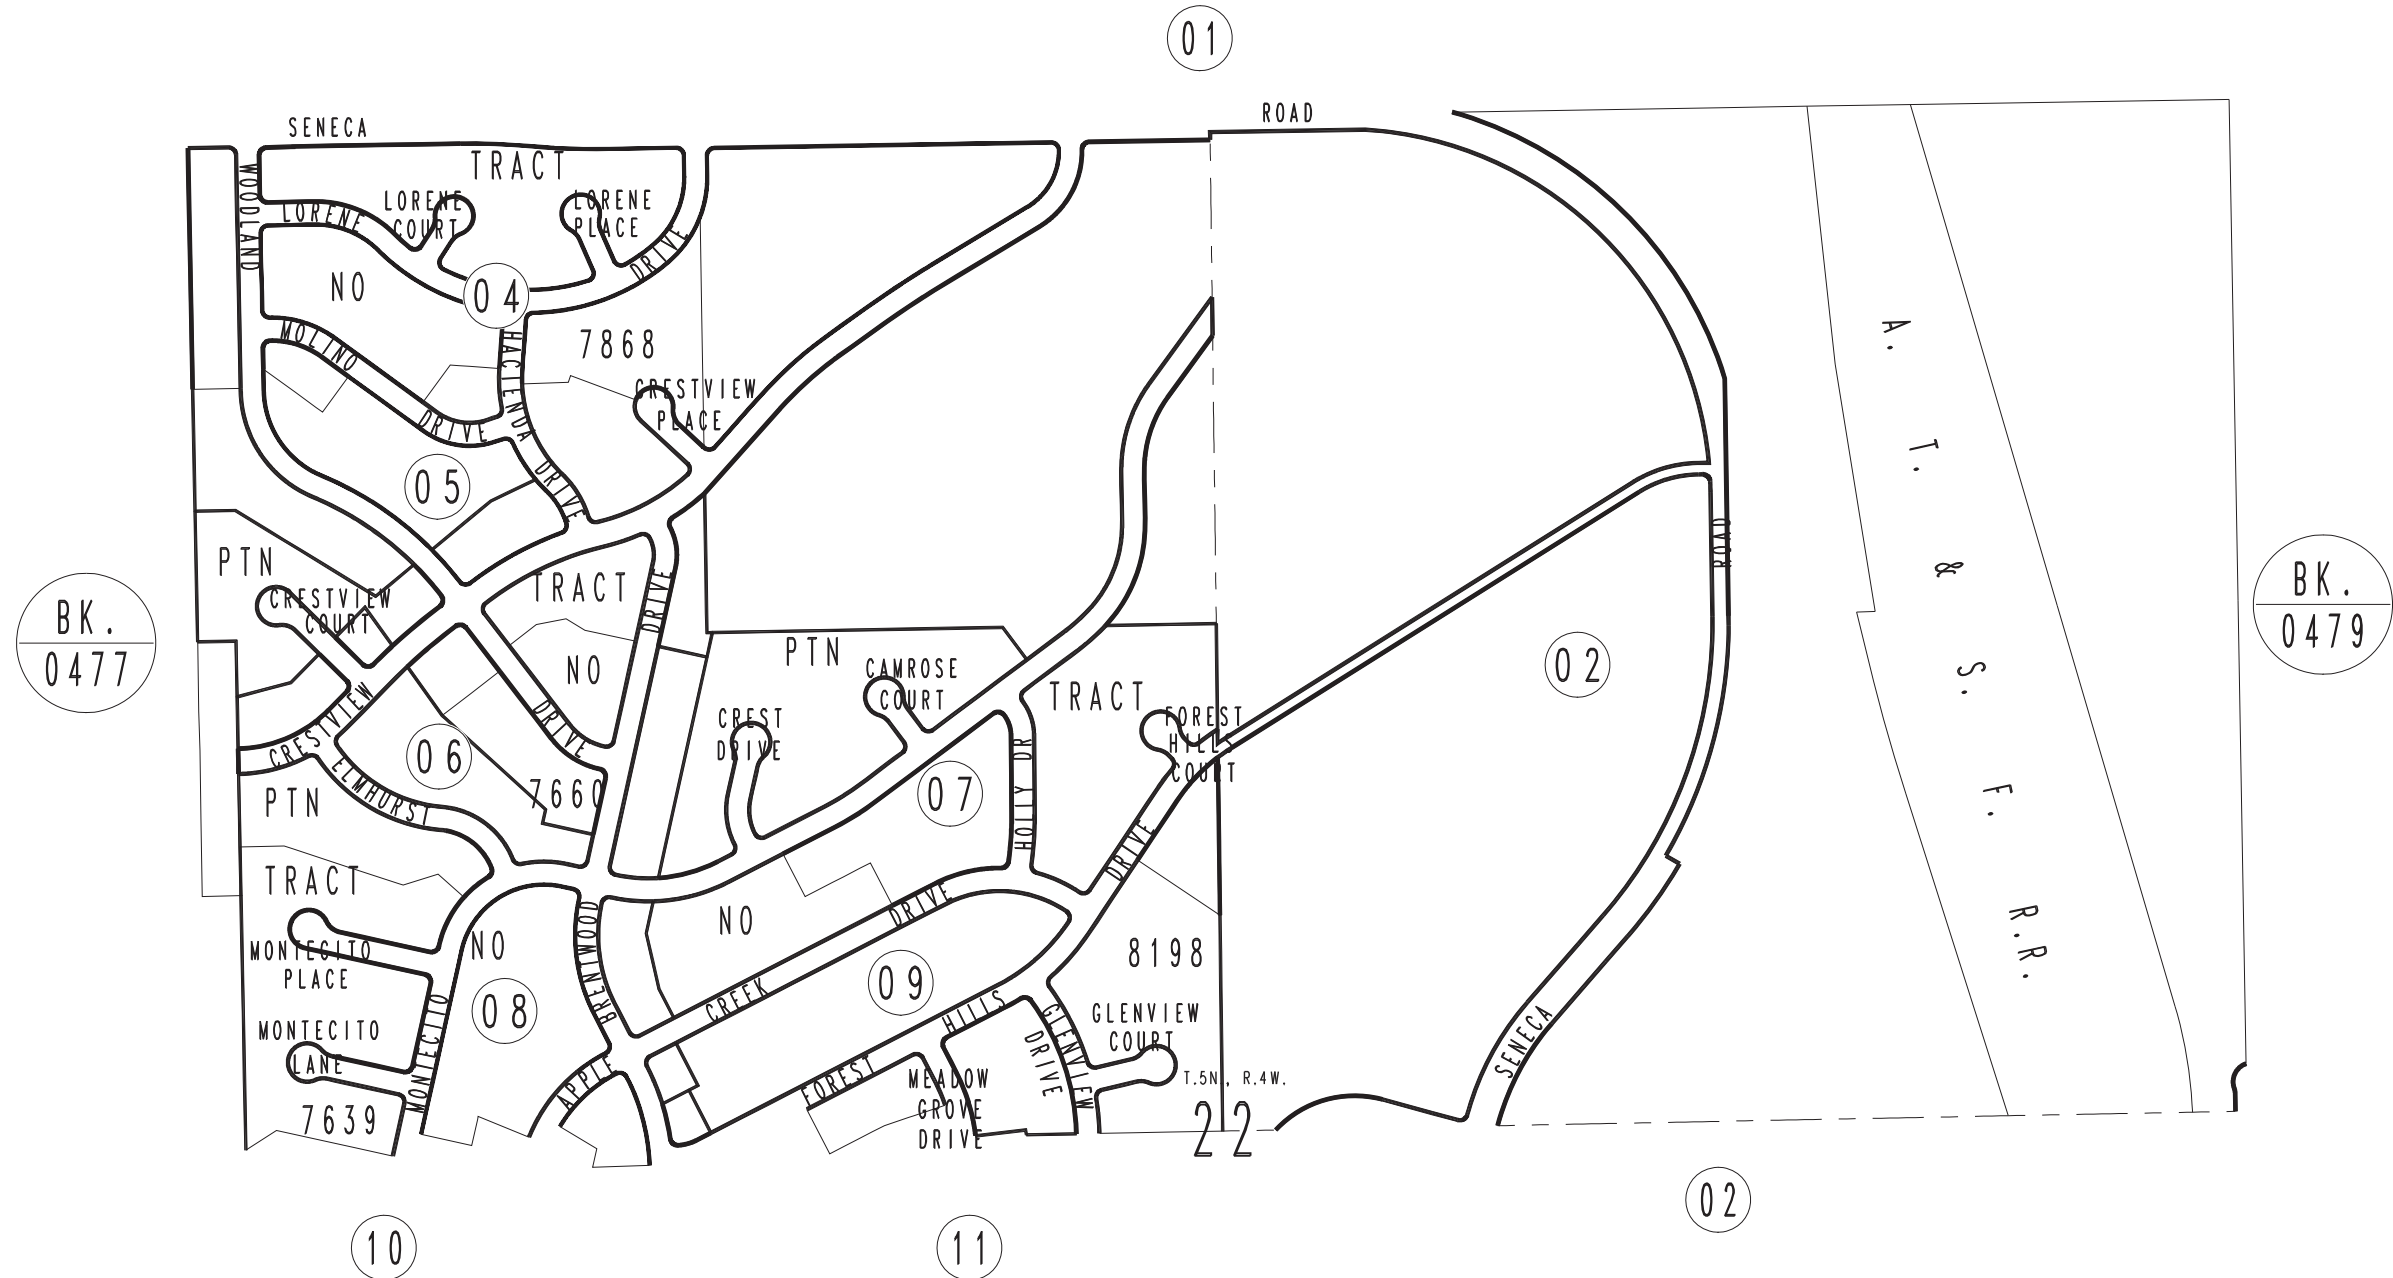 01
SENECA
ROAD
TRACT
WOODLAND
LORENE
LORENE
COURT
LORENE
PLACE
DRIVE
NO
04
MOLINO
HACIENDA
7868
A. T. & S. F. R.R.
CRESTVIEW
PLACE
DRIVE
DRIVE
05
ROAD
PTN
TRACT
DRIVE
BK.
0477
BK.
0479
CRESTVIEW
COURT
NO
PTN
CAMROSE
COURT
TRACT
02
CREST
DRIVE
FOREST
HILLS
COURT
CRESTVIEW
DRIVE
06
ELMHURST
7660
07
HOLLY DR
PTN
DRIVE
TRACT
NO
DRIVE
MONTECITO
PLACE
NO
BRENTWOOD
8198
08
09
CREEK
HILLS
MONTECITO
LANE
MONTECITO
GLENVIEW
DRIVE
GLENVIEW
COURT
SENECA
APPLE
FOREST
MEADOW
GROVE
DRIVE
T.5N., R.4W.
7639
22
02
10
11